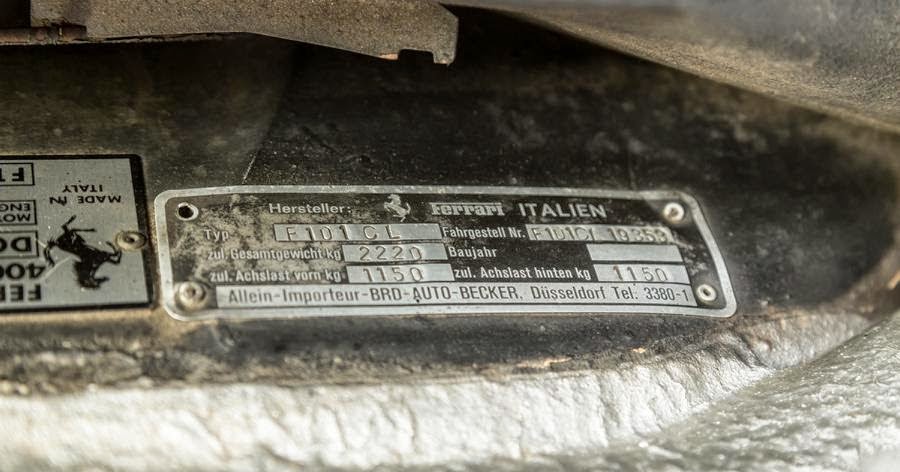 Hersteller: Ferrari ITALIEN
Typ F101CL Fahrgestell Nr. F101CL 19353
zul. Gesamtgewicht kg 2220 Baujahr
zul. Achslast vorn kg 1150 zul. Achslast hinten kg 1150
Allein-Importeur-BRD-AUTO-BECKER, Düsseldorf Tel: 3380-1
MADE IN
ITALY
400